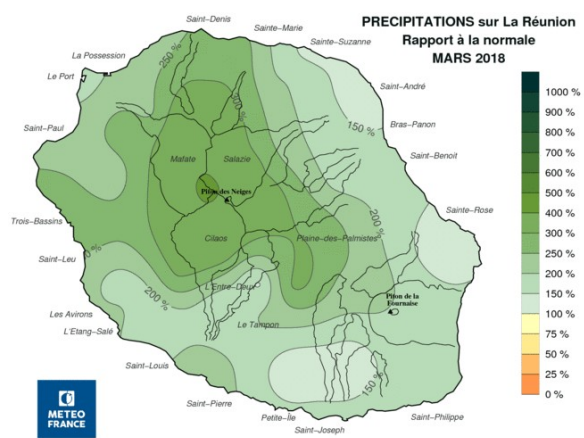 PRECIPITATIONS sur La Réunion
Rapport à la normale
MARS 2018
Saint-Denis
Sainte-Marie
Sainte-Suzanne
La Possession
Le Port
Saint-André
Saint-Paul
Bras-Panon
Saint-Benoit
Mafate
Salazie
Piton des Neiges
Trois-Bassins
Sainte-Rose
Cilaos
Plaine-des-Palmistes
Saint-Leu
L'Entre-Deux
Piton de la
Fournaise
Les Avirons
L'Etang-Salé
Le Tampon
Saint-Louis
Saint-Pierre
Petite-Île
Saint-Joseph
Saint-Philippe
250 %
300 %
150 %
200 %
200 %
150 %
1000 %
900 %
800 %
700 %
600 %
500 %
400 %
300 %
250 %
200 %
150 %
100 %
75 %
50 %
25 %
0 %
METEO
FRANCE